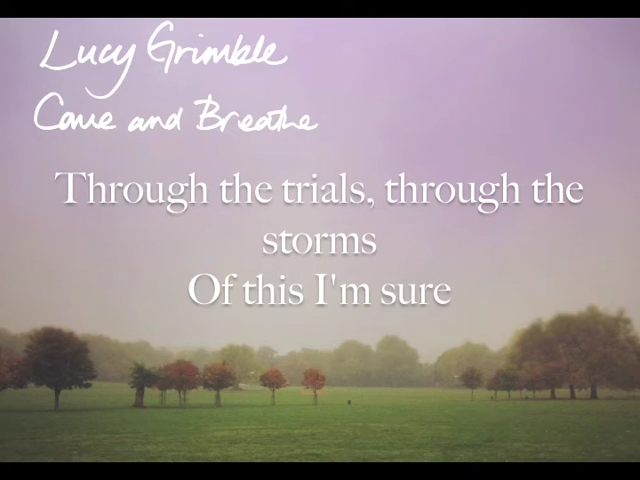 Lucy Grimble
Come and Breathe
Through the trials, through the
storms
Of this I'm sure